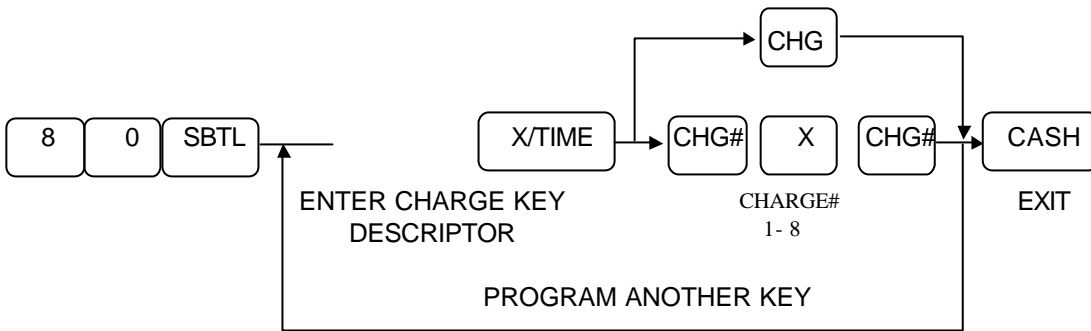 CHG
8 0 SBTL X/TIME CHG# X CHG# CASH
ENTER CHARGE KEY DESCRIPTOR
CHARGE#
1- 8
EXIT
PROGRAM ANOTHER KEY